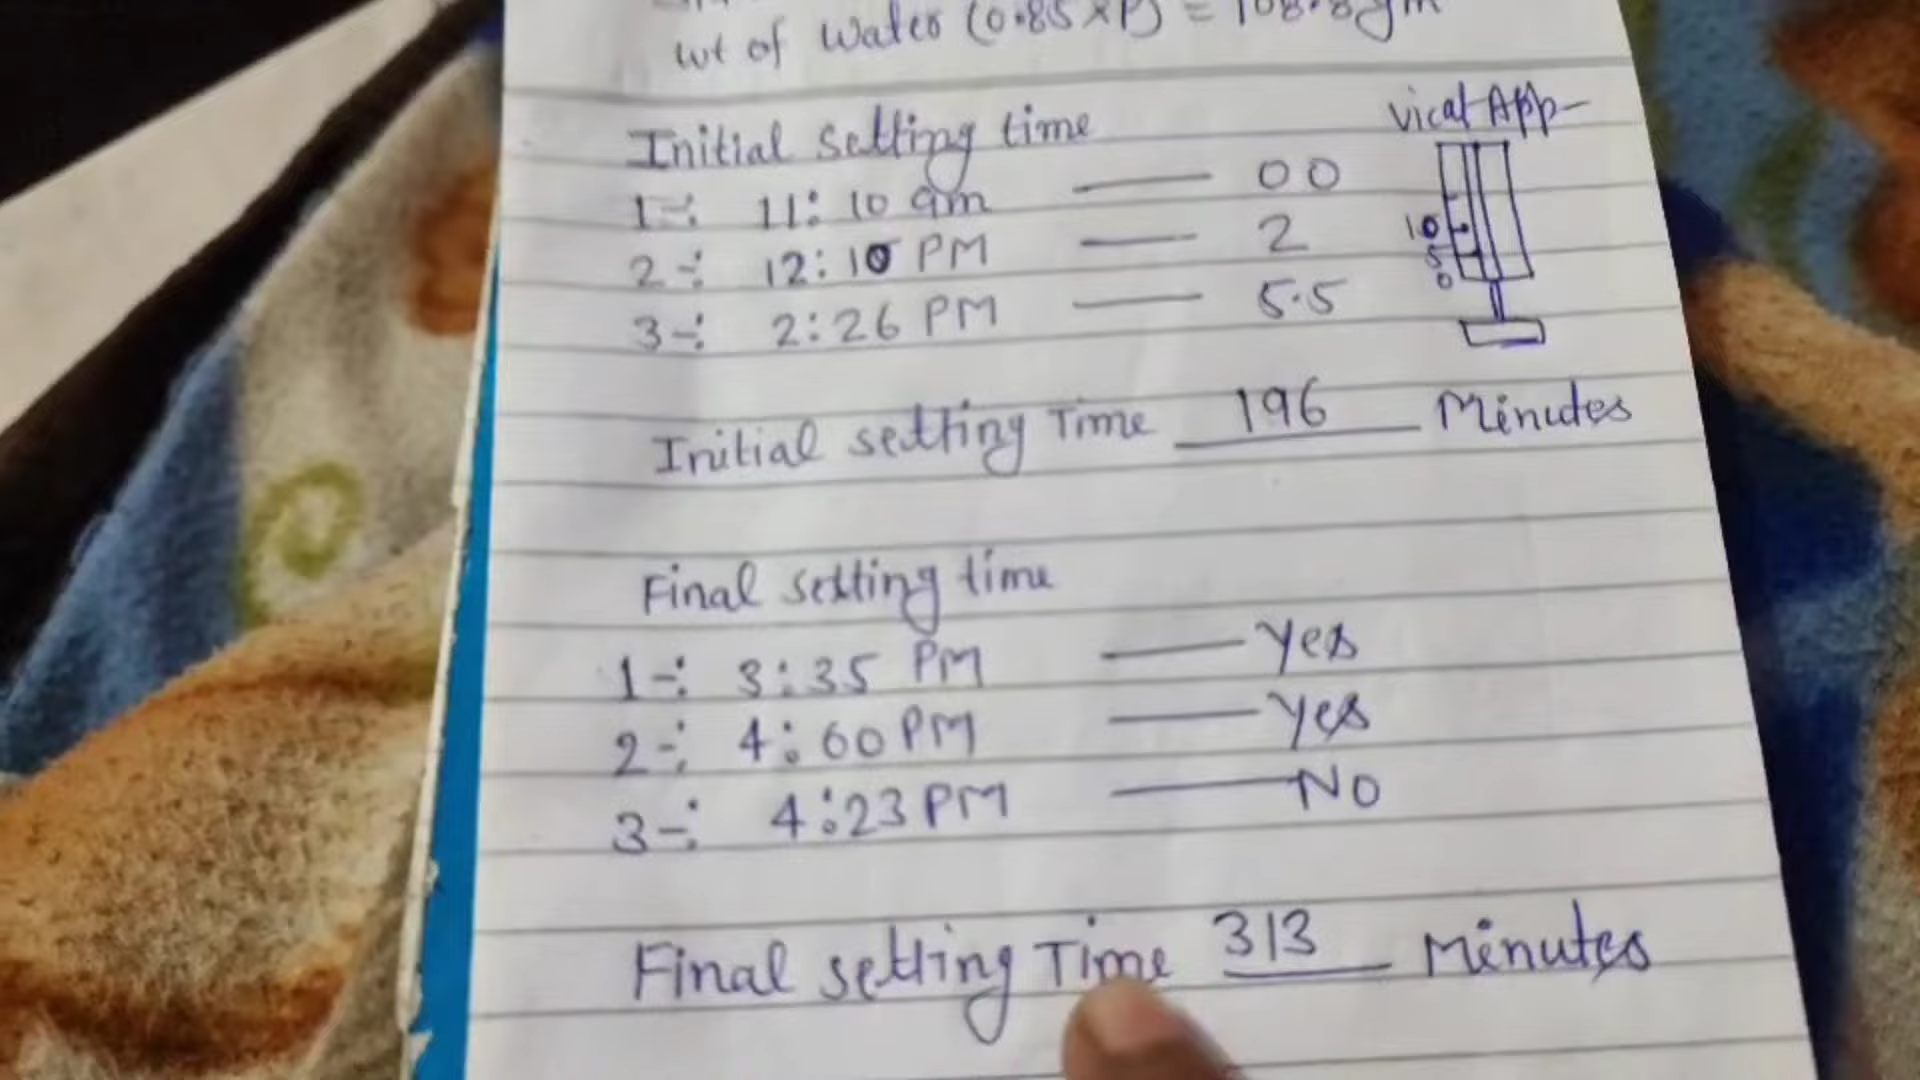 wt of Water (0.85 x P) = 108.8 gm
Initial setting time
Vicat App-
1-: 11:10 am — 00
2-: 12:10 PM — 2
3-: 2:26 PM — 5.5
10
5
0
Initial setting Time 196 Minutes
Final setting time
1-: 3:35 PM — Yes
2-: 4:00 PM — Yes
3-: 4:23 PM — No
Final setting Time 313 Minutes